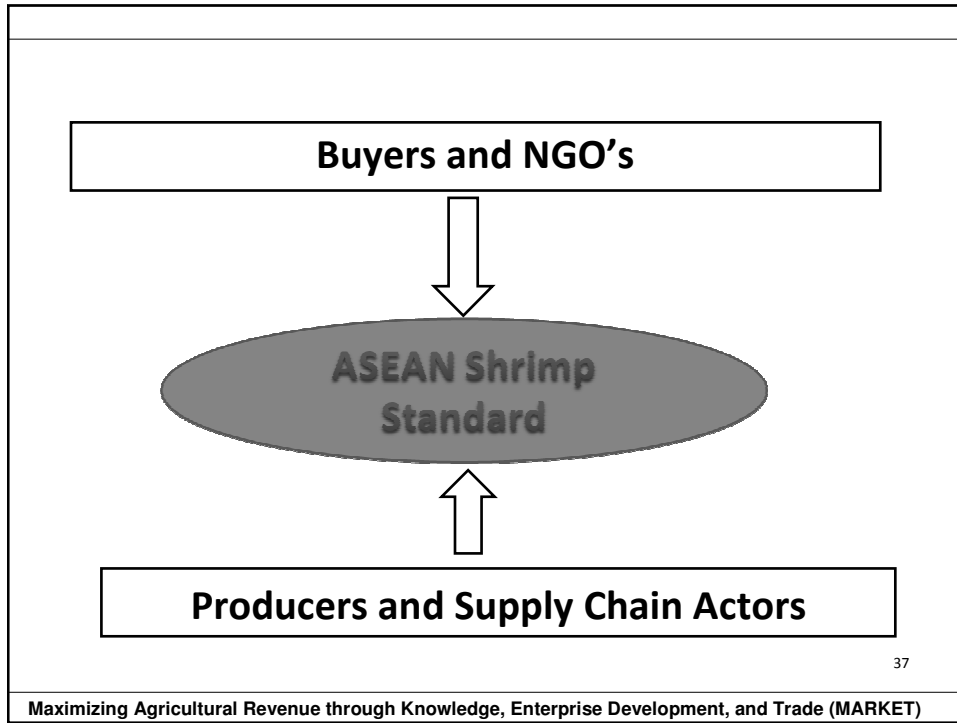 Buyers and NGO’s
ASEAN Shrimp
Standard
Producers and Supply Chain Actors
37
Maximizing Agricultural Revenue through Knowledge, Enterprise Development, and Trade (MARKET)